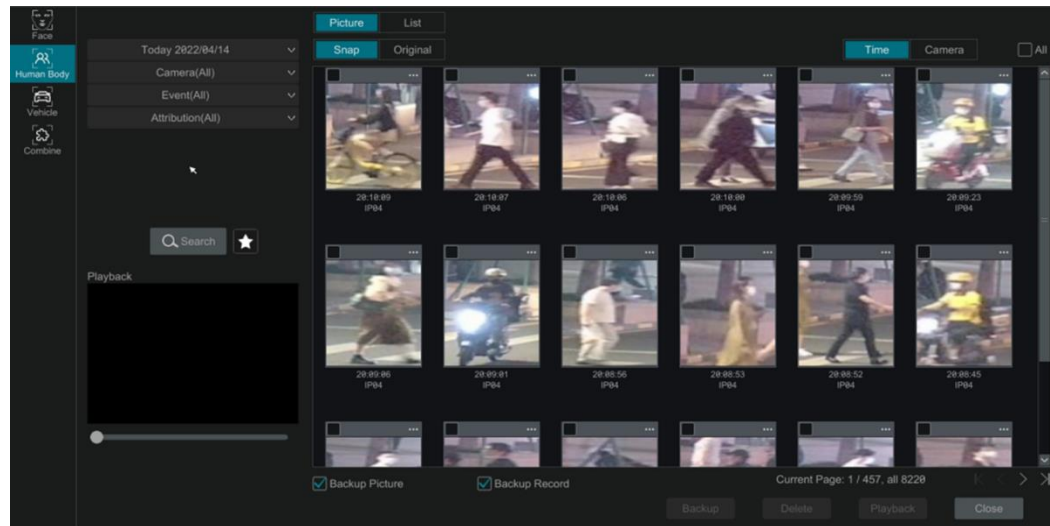 Face
Human Body
Vehicle
Combine
Today 2022/04/14
Camera(All)
Event(All)
Attribution(All)
Search
Playback
Picture List
Snap Original
Time Camera All
20:10:09 20:10:07 20:10:06 20:10:00 20:09:59 20:09:23
IP04 IP04 IP04 IP04 IP04 IP04
20:09:06 20:09:01 20:08:56 20:08:53 20:08:52 20:08:45
IP04 IP04 IP04 IP04 IP04 IP04
Backup Picture Backup Record Current Page: 1 / 457, all 8220
Backup Delete Playback Close